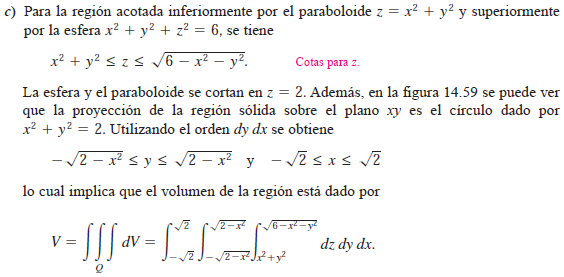 c) Para la región acotada inferiormente por el paraboloide z = x² + y² y superiormente
por la esfera x² + y² + z² = 6, se tiene
x² + y² ≤ z ≤ √(6 − x² − y²). Cotas para z.
La esfera y el paraboloide se cortan en z = 2. Además, en la figura 14.59 se puede ver
que la proyección de la región sólida sobre el plano xy es el círculo dado por
x² + y² = 2. Utilizando el orden dy dx se obtiene
−√(2 − x²) ≤ y ≤ √(2 − x²) y −√2 ≤ x ≤ √2
lo cual implica que el volumen de la región está dado por
V = ∭_Q dV = ∫_{−√2}^{√2} ∫_{−√(2−x²)}^{√(2−x²)} ∫_{x²+y²}^{√(6−x²−y²)} dz dy dx.